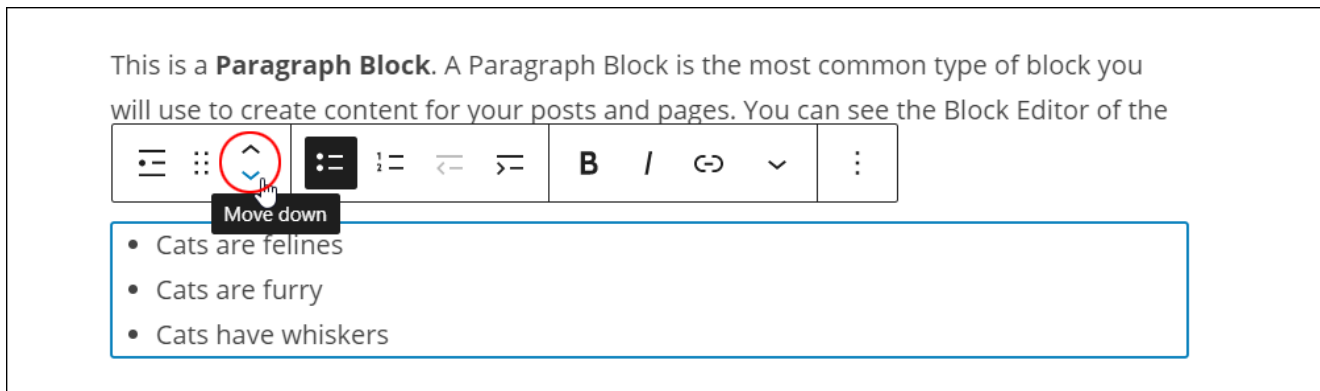 This is a Paragraph Block. A Paragraph Block is the most common type of block you
will use to create content for your posts and pages. You can see the Block Editor of the
B I
Move down
• Cats are felines
• Cats are furry
• Cats have whiskers